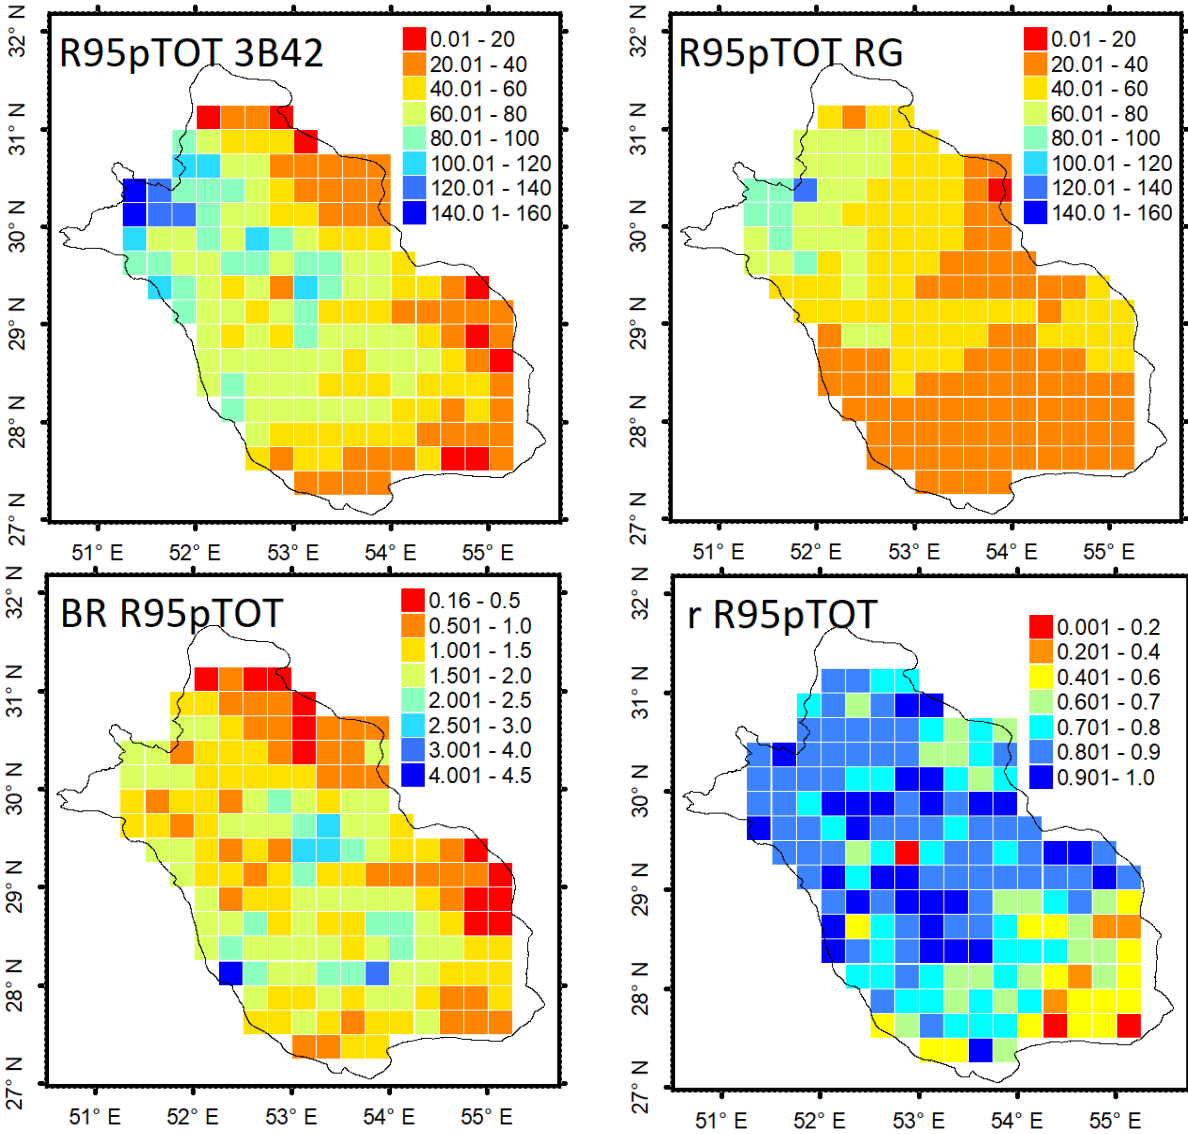 R95pTOT 3B42
0.01 - 20
20.01 - 40
40.01 - 60
60.01 - 80
80.01 - 100
100.01 - 120
120.01 - 140
140.0 1- 160
32° N
31° N
30° N
29° N
28° N
27° N
51° E
52° E
53° E
54° E
55° E
R95pTOT RG
0.01 - 20
20.01 - 40
40.01 - 60
60.01 - 80
80.01 - 100
100.01 - 120
120.01 - 140
140.0 1- 160
32° N
31° N
30° N
29° N
28° N
27° N
51° E
52° E
53° E
54° E
55° E
BR R95pTOT
0.16 - 0.5
0.501 - 1.0
1.001 - 1.5
1.501 - 2.0
2.001 - 2.5
2.501 - 3.0
3.001 - 4.0
4.001 - 4.5
32° N
31° N
30° N
29° N
28° N
27° N
51° E
52° E
53° E
54° E
55° E
r R95pTOT
0.001 - 0.2
0.201 - 0.4
0.401 - 0.6
0.601 - 0.7
0.701 - 0.8
0.801 - 0.9
0.901- 1.0
32° N
31° N
30° N
29° N
28° N
27° N
51° E
52° E
53° E
54° E
55° E